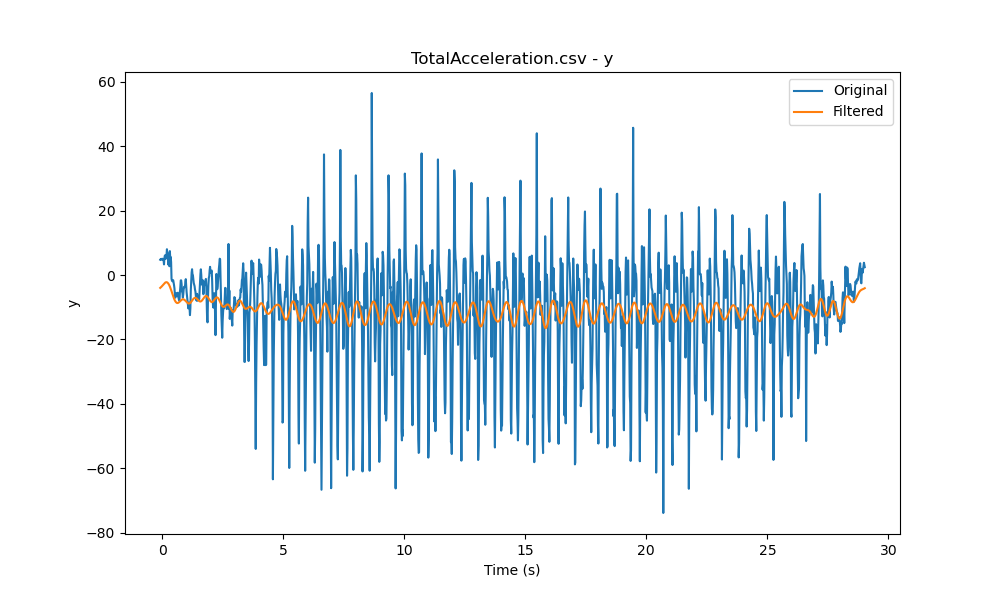 TotalAcceleration.csv - y
Original
Filtered
60
40
20
0
−20
−40
−60
−80
y
0 5 10 15 20 25 30
Time (s)